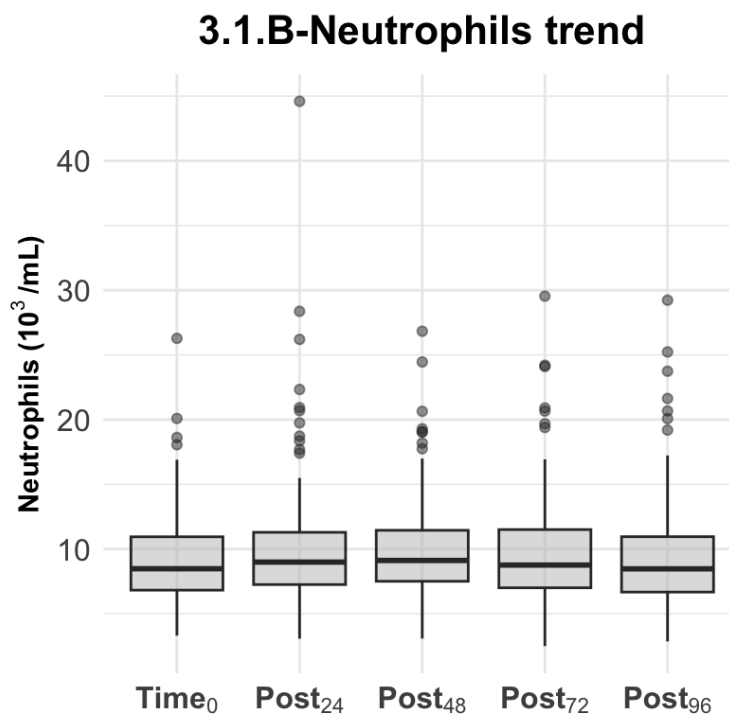 3.1.B-Neutrophils trend
Neutrophils (10³ /mL)
40
30
20
10
Time₀ Post₂₄ Post₄₈ Post₇₂ Post₉₆